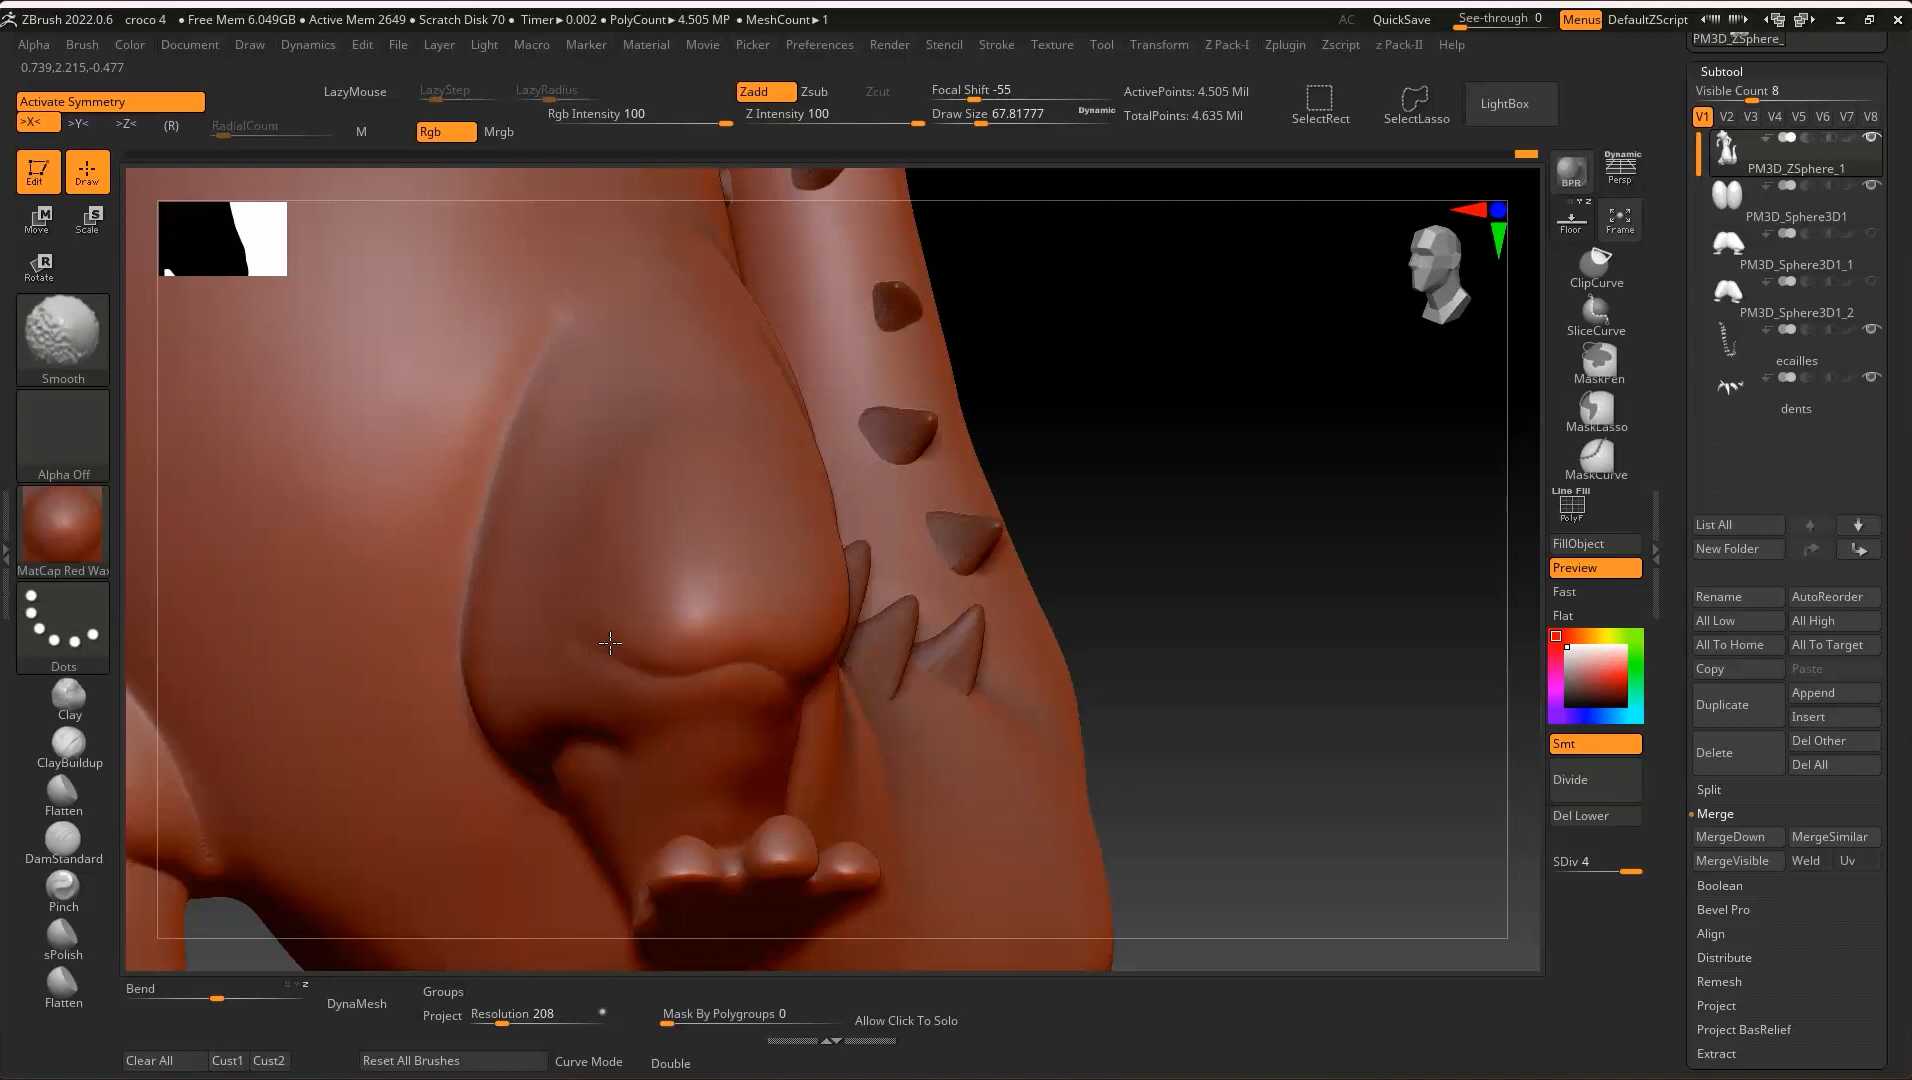 ZBrush 2022.0.6 croco 4 ● Free Mem 6.049GB ● Active Mem 2649 ● Scratch Disk 70 ● Timer►0.002 ● PolyCount►4.505 MP ● MeshCount►1 AC QuickSave See-through 0 Menus DefaultZScript
Alpha Brush Color Document Draw Dynamics Edit File Layer Light Macro Marker Material Movie Picker Preferences Render Stencil Stroke Texture Tool Transform Z Pack-I Zplugin Zscript z Pack-II Help
PM3D_ZSphere_
0.739,2.215,-0.477
Subtool
Visible Count 8
Activate Symmetry
>X< >Y< >Z< (R) RadialCount
LazyMouse LazyStep LazyRadius
Rgb Intensity 100
M Rgb Mrgb
Zadd Zsub Zcut
Z Intensity 100
Focal Shift -55
Draw Size 67.81777 Dynamic
ActivePoints: 4.505 Mil
TotalPoints: 4.635 Mil
SelectRect SelectLasso LightBox
V1 V2 V3 V4 V5 V6 V7 V8
Edit Draw
Move Scale
Rotate
Smooth
Alpha Off
MatCap Red Wax
Dots
Clay
ClayBuildup
Flatten
DamStandard
Pinch
sPolish
Flatten
BPR Dynamic
Persp
Floor Frame
ClipCurve
SliceCurve
MaskPen
MaskLasso
MaskCurve
Line Fill
PolyF
FillObject
Preview
Fast
Flat
Smt
Divide
Del Lower
SDiv 4
PM3D_ZSphere_1
PM3D_Sphere3D1
PM3D_Sphere3D1_1
PM3D_Sphere3D1_2
ecailles
dents
List All
New Folder
Rename AutoReorder
All Low All High
All To Home All To Target
Copy Paste
Duplicate Append
Insert
Delete Del Other
Del All
Split
Merge
MergeDown MergeSimilar
MergeVisible Weld Uv
Boolean
Bevel Pro
Align
Distribute
Remesh
Project
Project BasRelief
Extract
Bend
DynaMesh
Groups
Project Resolution 208
Mask By Polygroups 0
Allow Click To Solo
Clear All Cust1 Cust2 Reset All Brushes Curve Mode Double